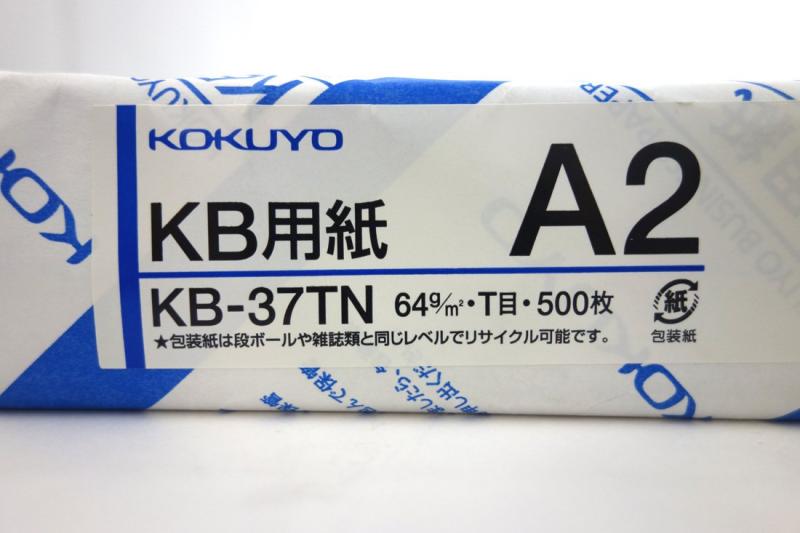 KOKUYO
KB用紙 A2
KB-37TN 64g/m²・T目・500枚
紙
包装紙
★包装紙は段ボールや雑誌類と同じレベルでリサイクル可能です。